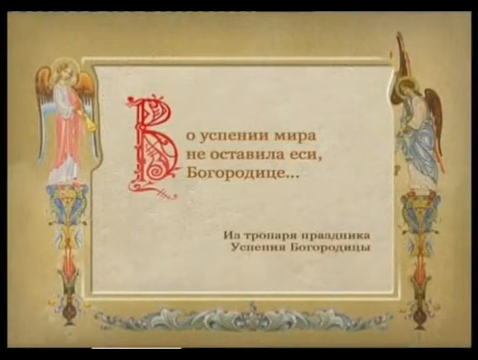 Во успении мира
не оставила еси,
Богородице...
Из тропаря праздника
Успения Богородицы